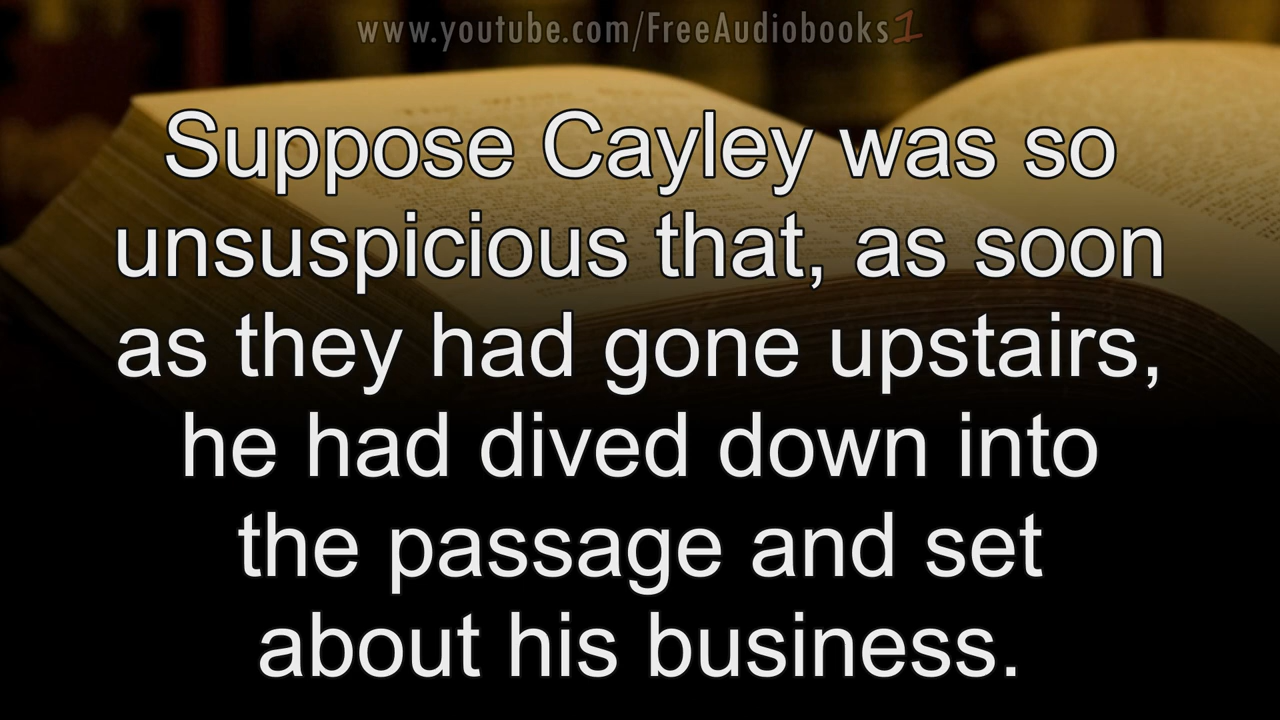 www.youtube.com/FreeAudiobooks1
Suppose Cayley was so
unsuspicious that, as soon
as they had gone upstairs,
he had dived down into
the passage and set
about his business.